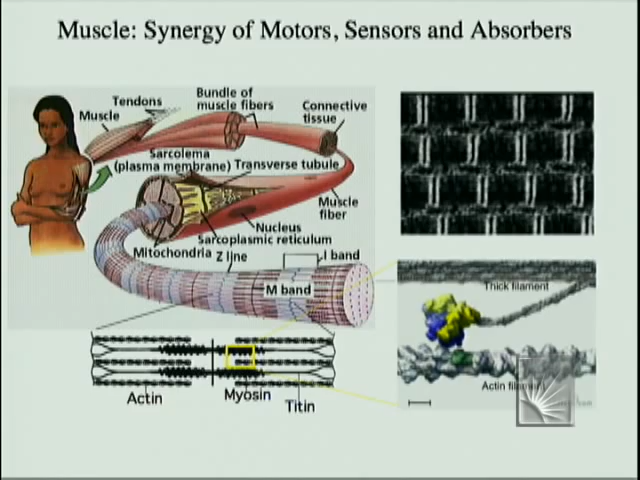 Muscle: Synergy of Motors, Sensors and Absorbers
Tendons
Muscle
Bundle of
muscle fibers
Connective
tissue
Sarcolema
(plasma membrane)
Transverse tubule
Muscle
fiber
Nucleus
Sarcoplasmic reticulum
Mitochondria
Z line
I band
M band
Thick filament
Actin filament
Actin
Myosin
Titin